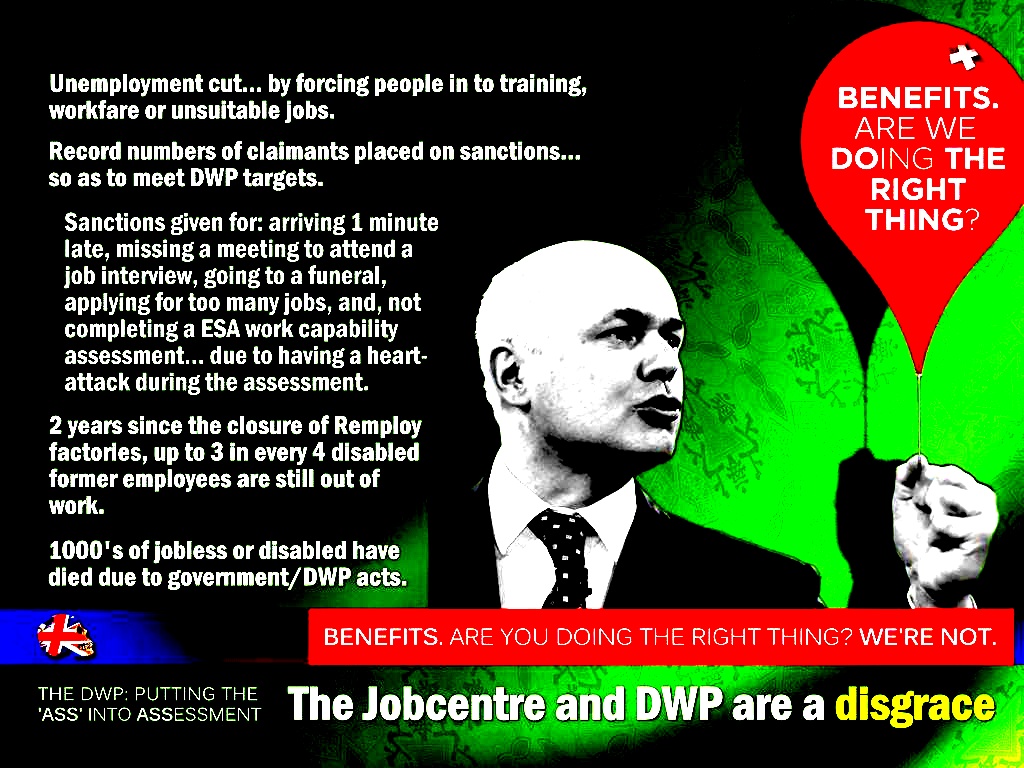 Unemployment cut... by forcing people in to training,
workfare or unsuitable jobs.
Record numbers of claimants placed on sanctions...
so as to meet DWP targets.
Sanctions given for: arriving 1 minute
late, missing a meeting to attend a
job interview, going to a funeral,
applying for too many jobs, and, not
completing a ESA work capability
assessment... due to having a heart-
attack during the assessment.
2 years since the closure of Remploy
factories, up to 3 in every 4 disabled
former employees are still out of
work.
1000's of jobless or disabled have
died due to government/DWP acts.
BENEFITS.
ARE WE
DOING THE
RIGHT
THING?
BENEFITS. ARE YOU DOING THE RIGHT THING? WE'RE NOT.
THE DWP: PUTTING THE
'ASS' INTO ASSESSMENT
The Jobcentre and DWP are a disgrace